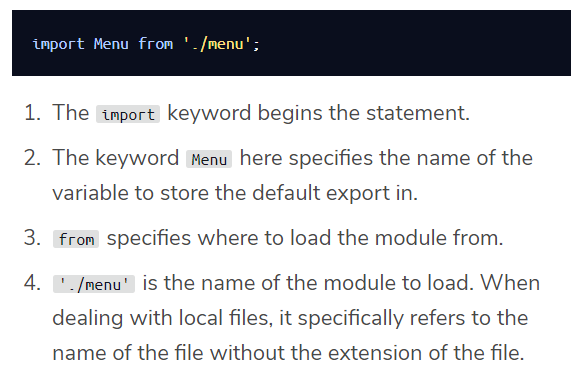 import Menu from './menu';
1. The import keyword begins the statement.
2. The keyword Menu here specifies the name of the
variable to store the default export in.
3. from specifies where to load the module from.
4. './menu' is the name of the module to load. When
dealing with local files, it specifically refers to the
name of the file without the extension of the file.